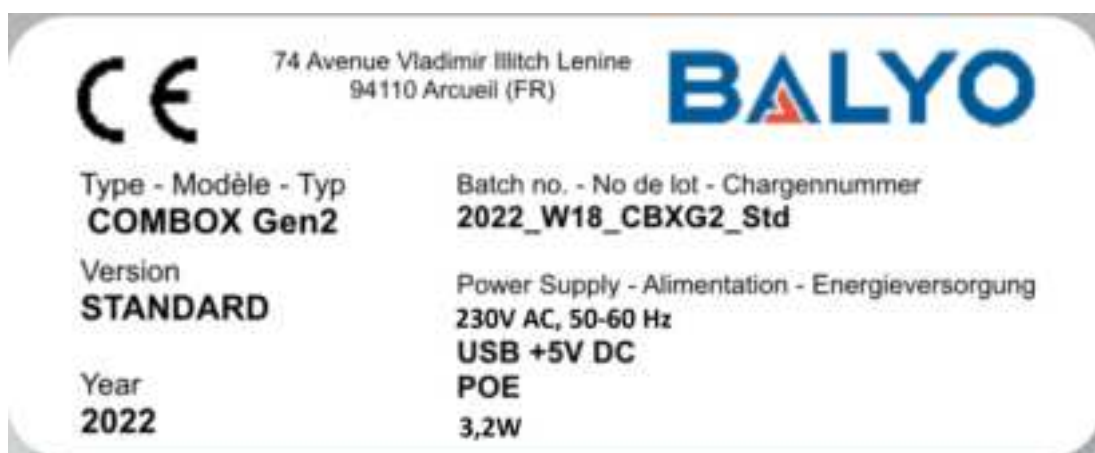 CE
74 Avenue Vladimir Illitch Lenine
94110 Arcueil (FR)
BALYO
Type - Modèle - Typ
COMBOX Gen2
Batch no. - No de lot - Chargennummer
2022_W18_CBXG2_Std
Version
STANDARD
Power Supply - Alimentation - Energieversorgung
230V AC, 50-60 Hz
USB +5V DC
POE
3,2W
Year
2022